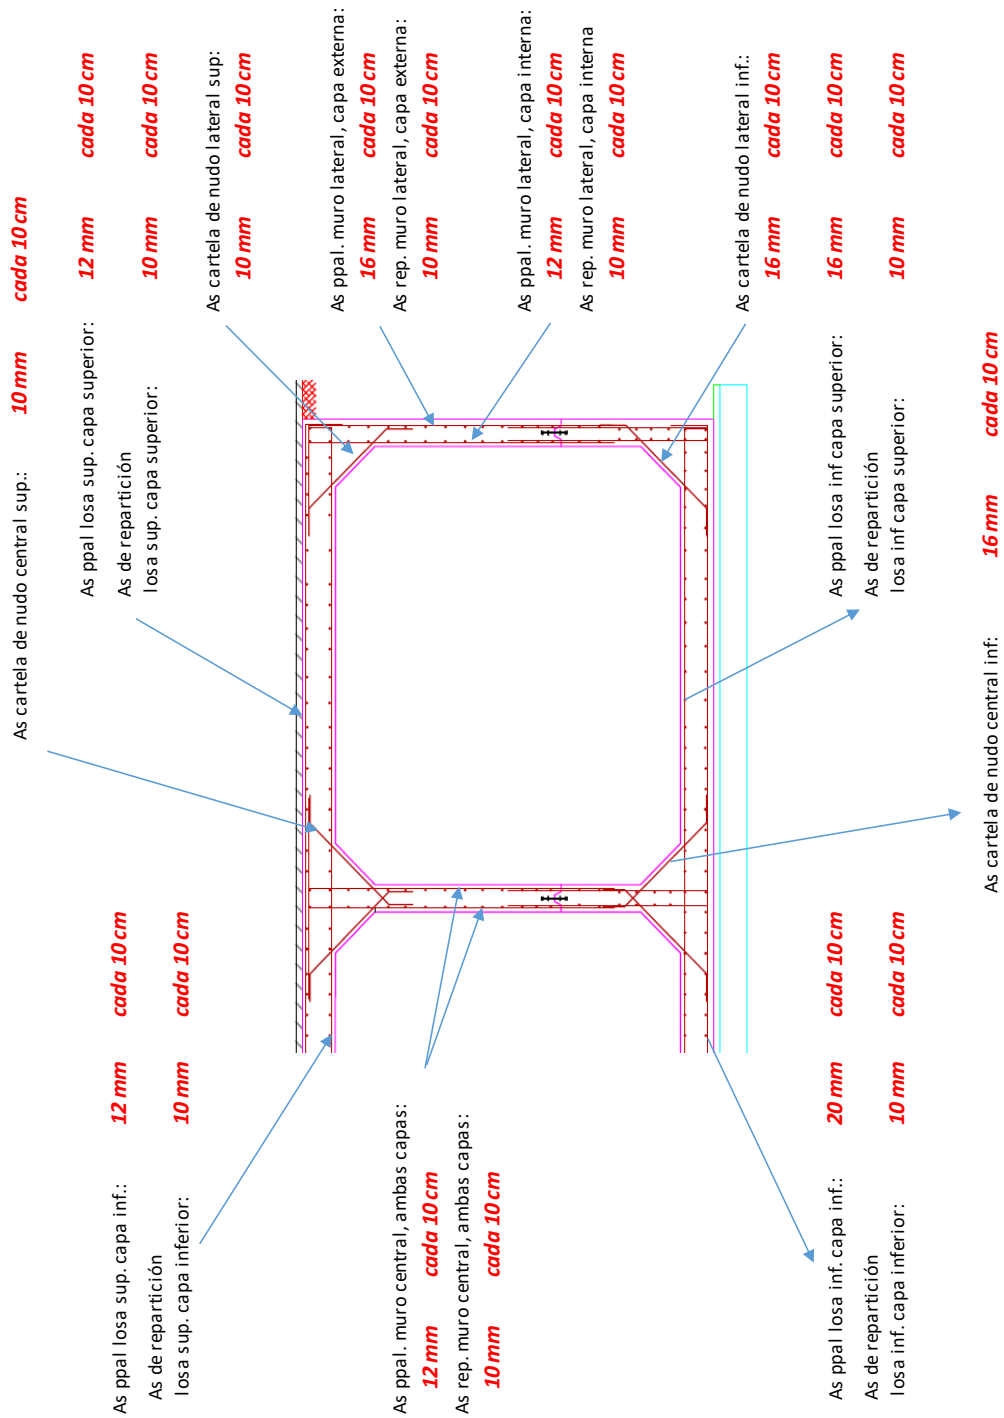 As cartela de nudo central sup.: 10 mm cada 10 cm
As ppal losa sup. capa superior: 12 mm cada 10 cm
As de repartición
losa sup. capa superior: 10 mm cada 10 cm
As ppal losa sup. capa inf.: 12 mm cada 10 cm
As de repartición
losa sup. capa inferior: 10 mm cada 10 cm
As cartela de nudo lateral sup:
10 mm cada 10 cm
As ppal. muro lateral, capa externa:
16 mm cada 10 cm
As rep. muro lateral, capa externa:
10 mm cada 10 cm
As ppal. muro central, ambas capas:
12 mm cada 10 cm
As rep. muro central, ambas capas:
10 mm cada 10 cm
As ppal. muro lateral, capa interna:
12 mm cada 10 cm
As rep. muro lateral, capa interna
10 mm cada 10 cm
As cartela de nudo lateral inf.:
16 mm cada 10 cm
As ppal losa inf. capa inf.: 20 mm cada 10 cm
As de repartición
losa inf. capa inferior: 10 mm cada 10 cm
As ppal losa inf capa superior: 16 mm cada 10 cm
As de repartición
losa inf capa superior: 10 mm cada 10 cm
As cartela de nudo central inf: 16 mm cada 10 cm